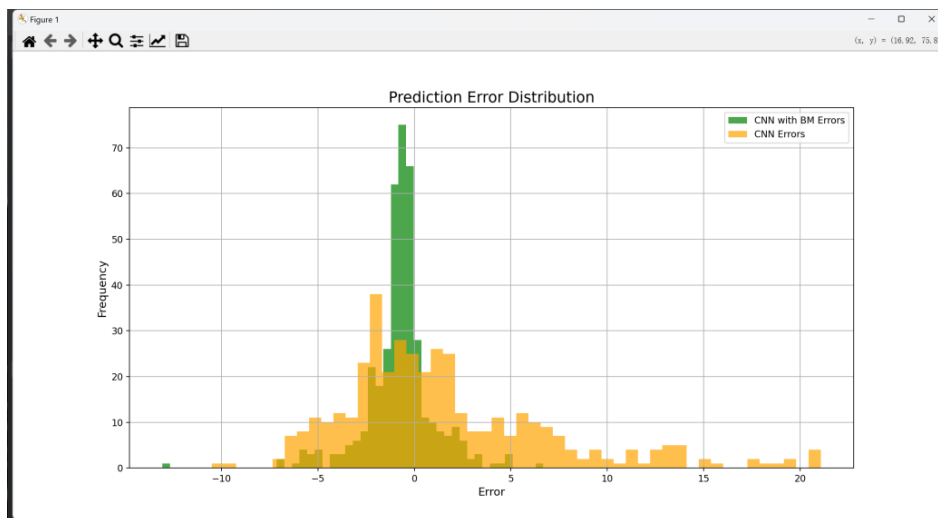 Figure 1
(x, y) = (16.92, 75.8
Prediction Error Distribution
CNN with BM Errors
CNN Errors
70
60
50
40
30
20
10
0
Frequency
−10
−5
0
5
10
15
20
Error